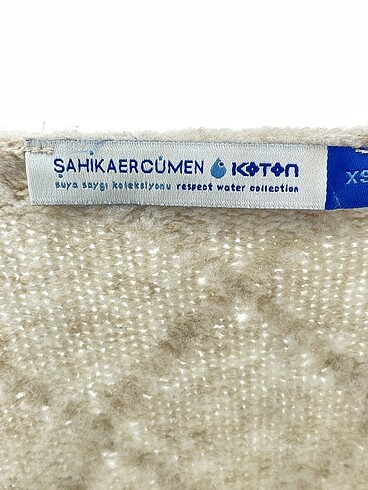 ŞAHİKAERCÜMEN KOTON
suya saygı koleksiyonu respect water collection
XS